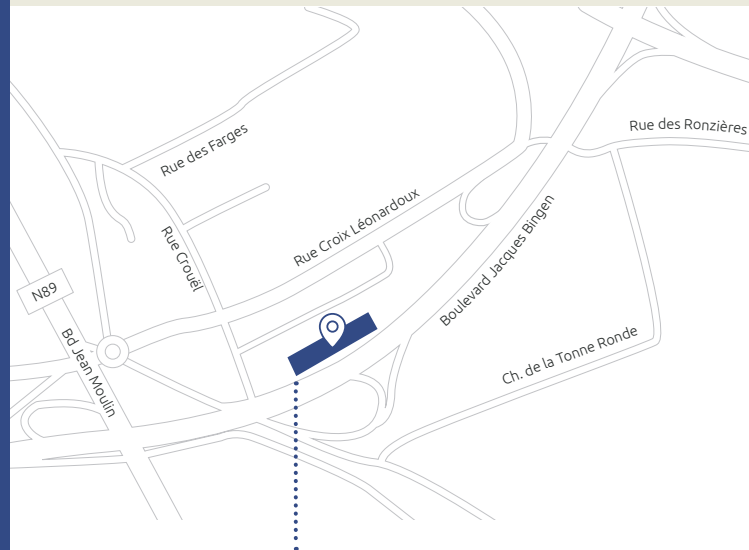 Rue des Ronzières
Rue des Farges
Rue Croix Léonardoux
Rue Crouël
Boulevard Jacques Bingen
N89
Bd Jean Moulin
Ch. de la Tonne Ronde